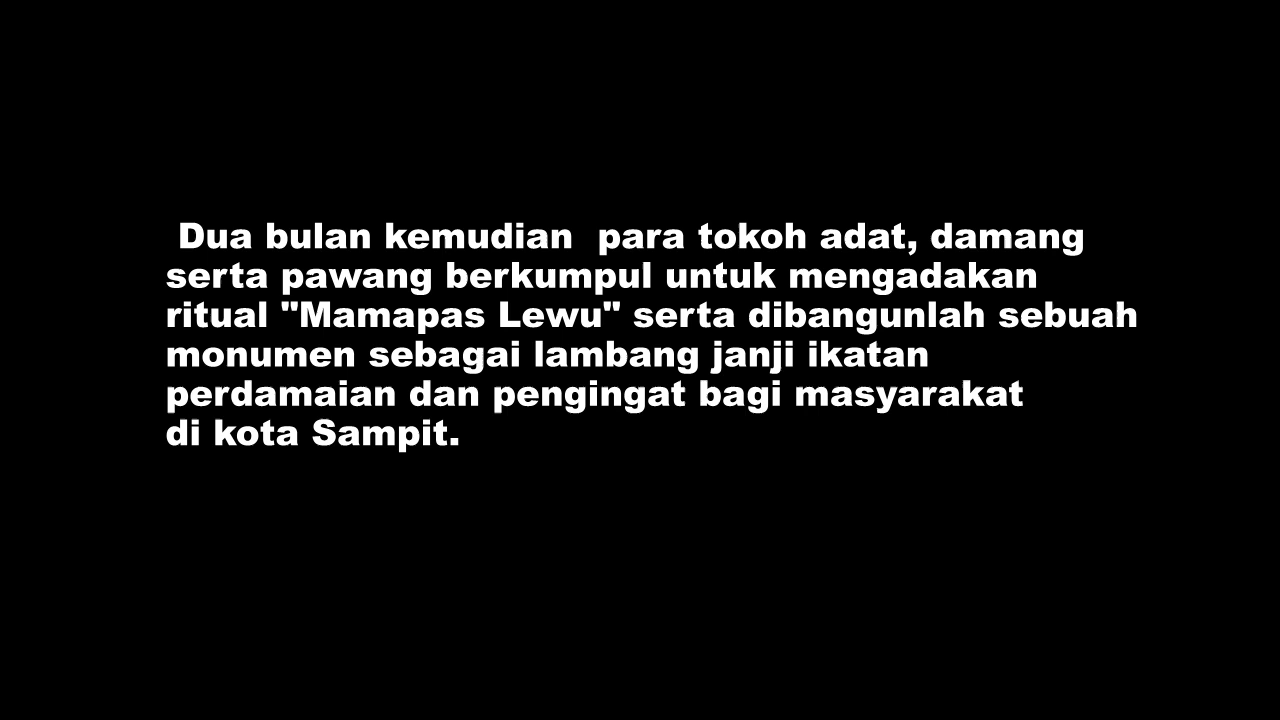 Dua bulan kemudian  para tokoh adat, damang
serta pawang berkumpul untuk mengadakan
ritual "Mamapas Lewu" serta dibangunlah sebuah
monumen sebagai lambang janji ikatan
perdamaian dan pengingat bagi masyarakat
di kota Sampit.